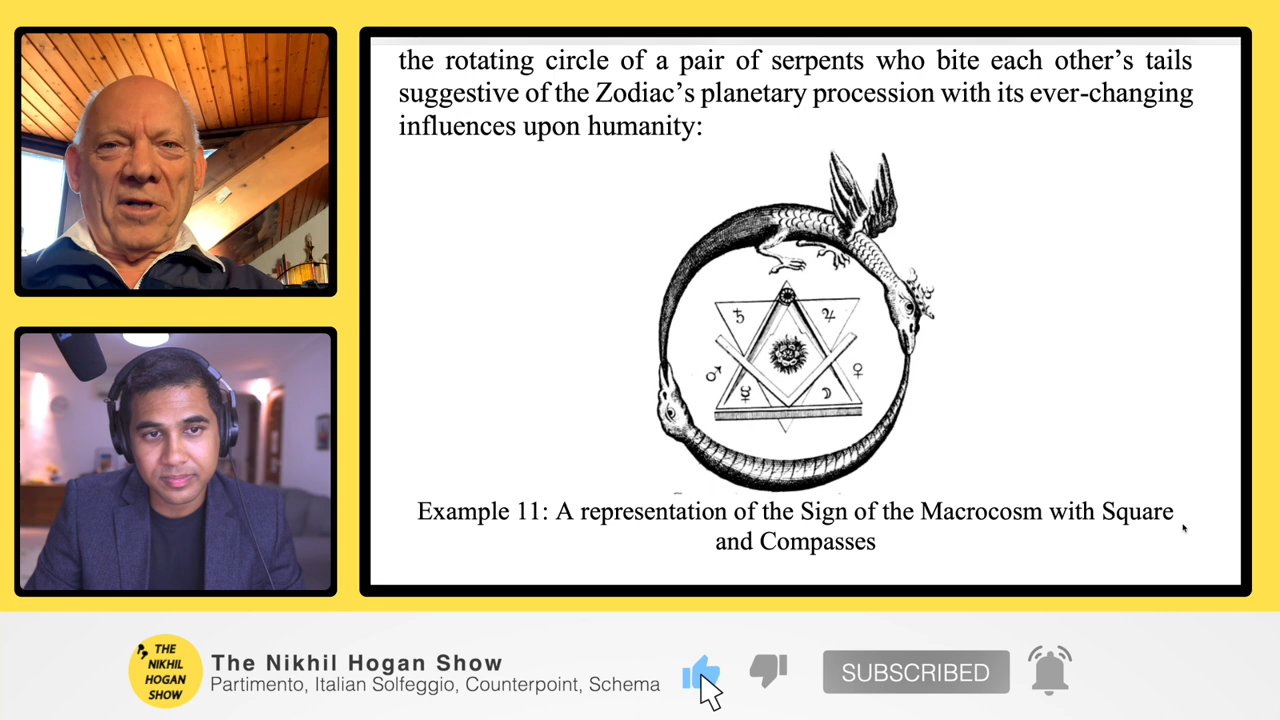 the rotating circle of a pair of serpents who bite each other's tails
suggestive of the Zodiac's planetary procession with its ever-changing
influences upon humanity:
♄ ♃
♂ ♀
☿ ☽
Example 11: A representation of the Sign of the Macrocosm with Square
and Compasses
THE
NIKHIL
HOGAN
SHOW
The Nikhil Hogan Show
Partimento, Italian Solfeggio, Counterpoint, Schema
SUBSCRIBED